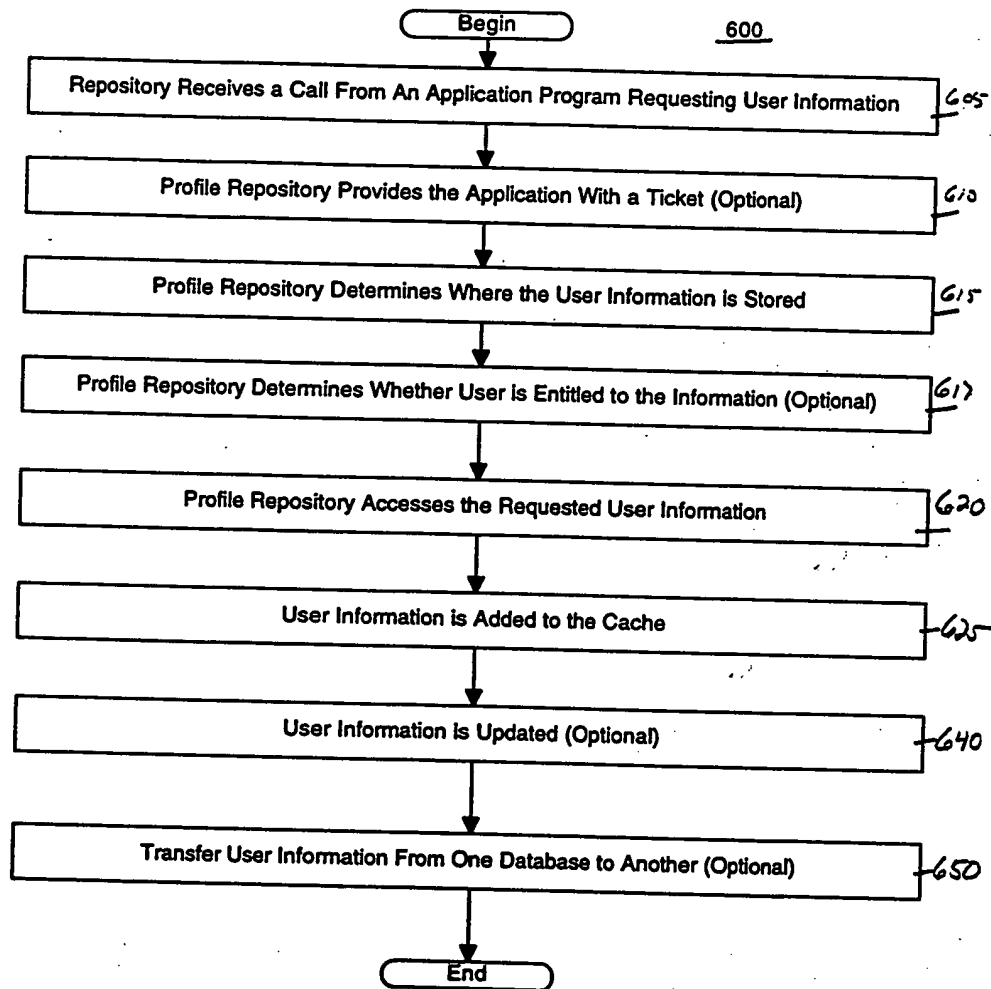 Begin
600
Repository Receives a Call From An Application Program Requesting User Information
605
Profile Repository Provides the Application With a Ticket (Optional)
610
Profile Repository Determines Where the User Information is Stored
615
Profile Repository Determines Whether User is Entitled to the Information (Optional)
617
Profile Repository Accesses the Requested User Information
620
User Information is Added to the Cache
625
User Information is Updated (Optional)
640
Transfer User Information From One Database to Another (Optional)
650
End